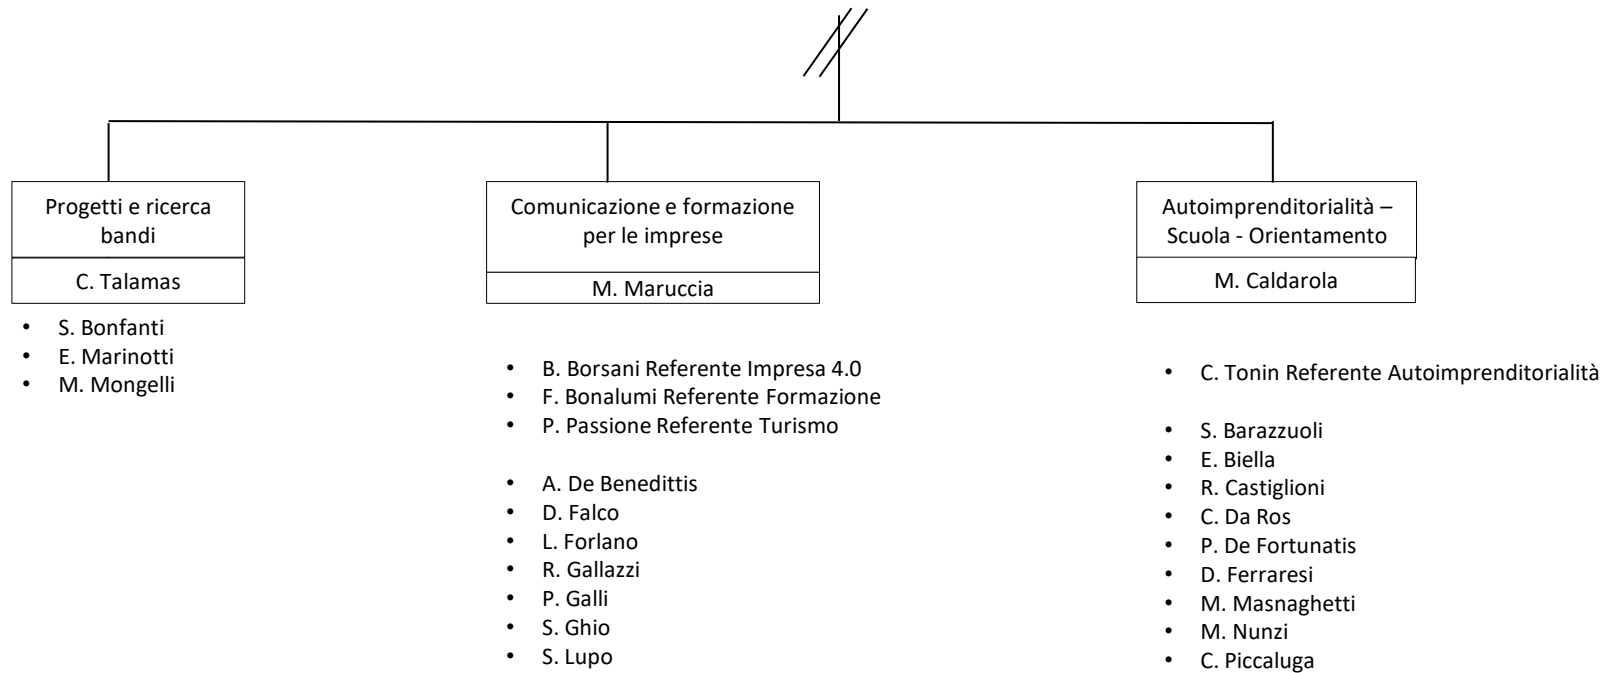 Progetti e ricerca
bandi
C. Talamas
• S. Bonfanti
• E. Marinotti
• M. Mongelli
Comunicazione e formazione
per le imprese
M. Maruccia
• B. Borsani Referente Impresa 4.0
• F. Bonalumi Referente Formazione
• P. Passione Referente Turismo
• A. De Benedittis
• D. Falco
• L. Forlano
• R. Gallazzi
• P. Galli
• S. Ghio
• S. Lupo
Autoimprenditorialità –
Scuola - Orientamento
M. Caldarola
• C. Tonin Referente Autoimprenditorialità
• S. Barazzuoli
• E. Biella
• R. Castiglioni
• C. Da Ros
• P. De Fortunatis
• D. Ferraresi
• M. Masnaghetti
• M. Nunzi
• C. Piccaluga